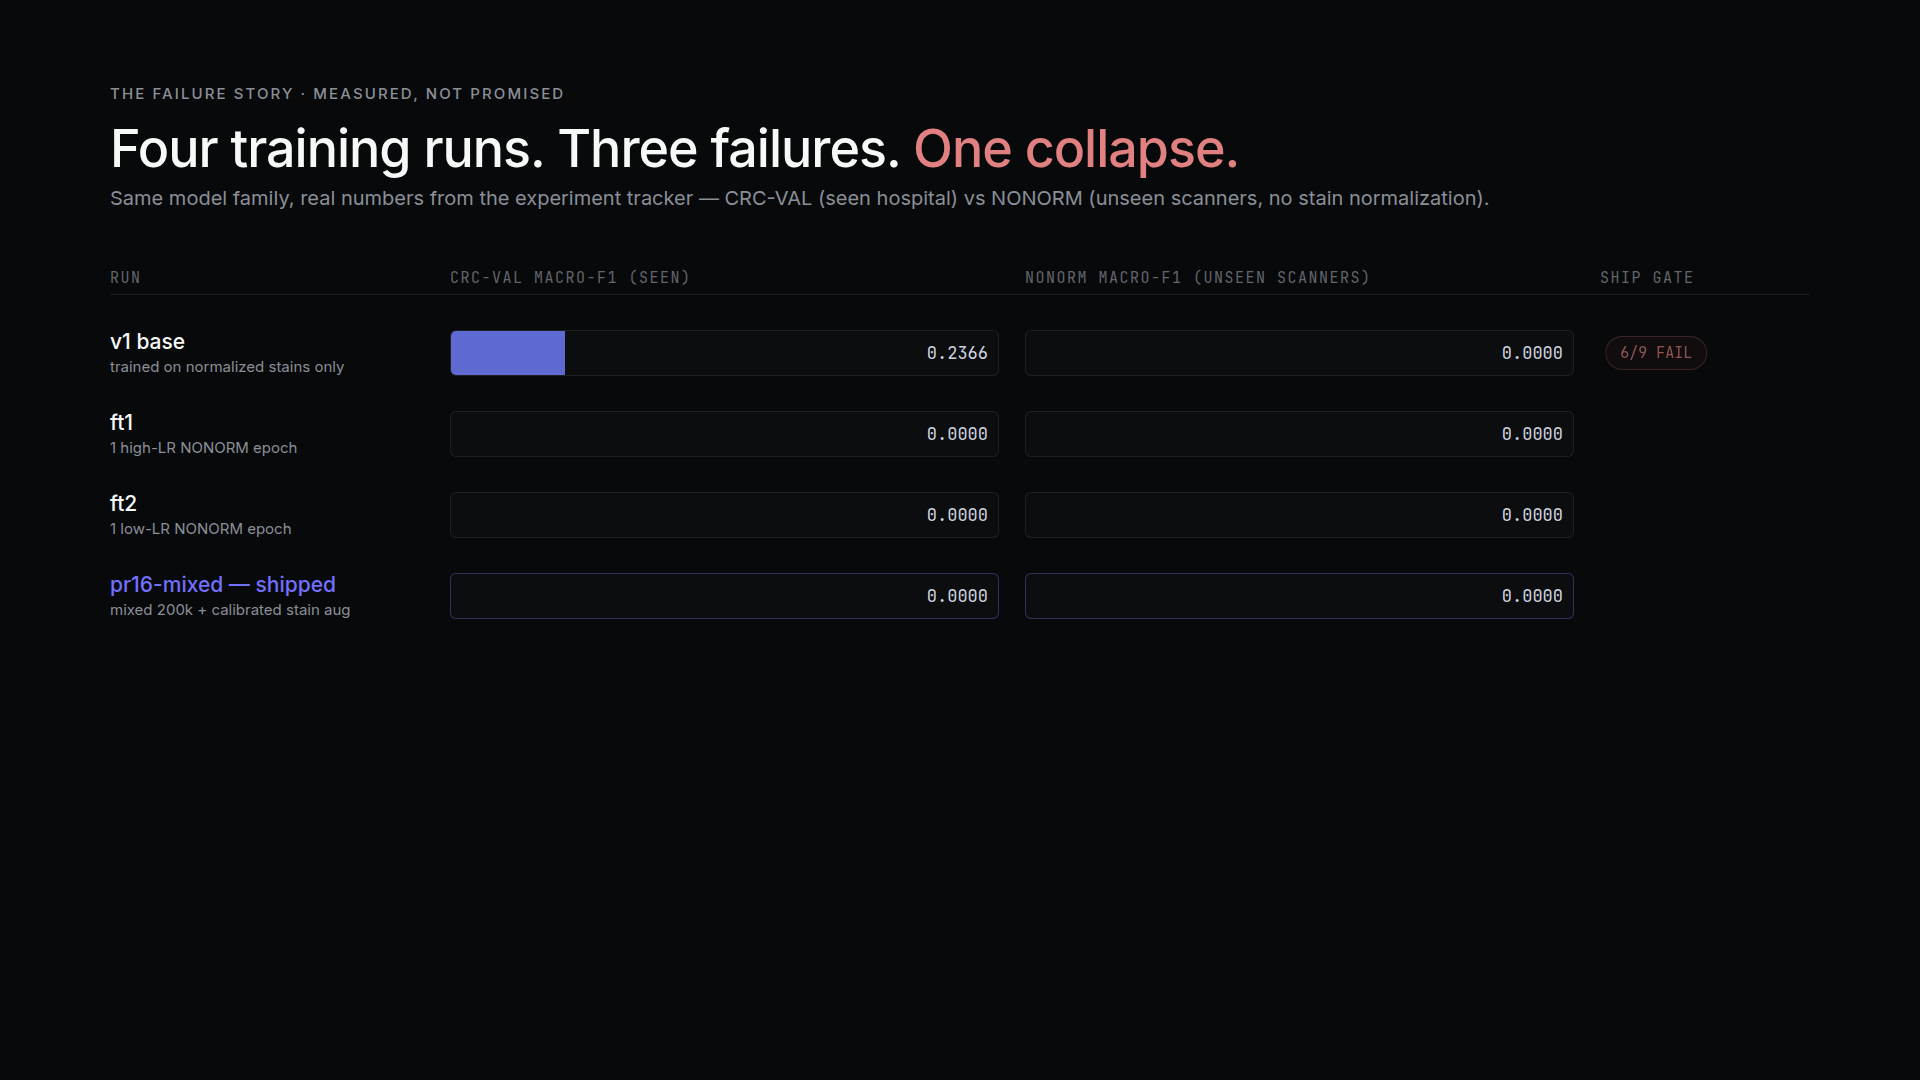 THE FAILURE STORY · MEASURED, NOT PROMISED
Four training runs. Three failures. One collapse.
Same model family, real numbers from the experiment tracker — CRC-VAL (seen hospital) vs NONORM (unseen scanners, no stain normalization).
RUN CRC-VAL MACRO-F1 (SEEN) NONORM MACRO-F1 (UNSEEN SCANNERS) SHIP GATE
v1 base
trained on normalized stains only
0.2366 0.0000 6/9 FAIL
ft1
1 high-LR NONORM epoch
0.0000 0.0000
ft2
1 low-LR NONORM epoch
0.0000 0.0000
pr16-mixed — shipped
mixed 200k + calibrated stain aug
0.0000 0.0000